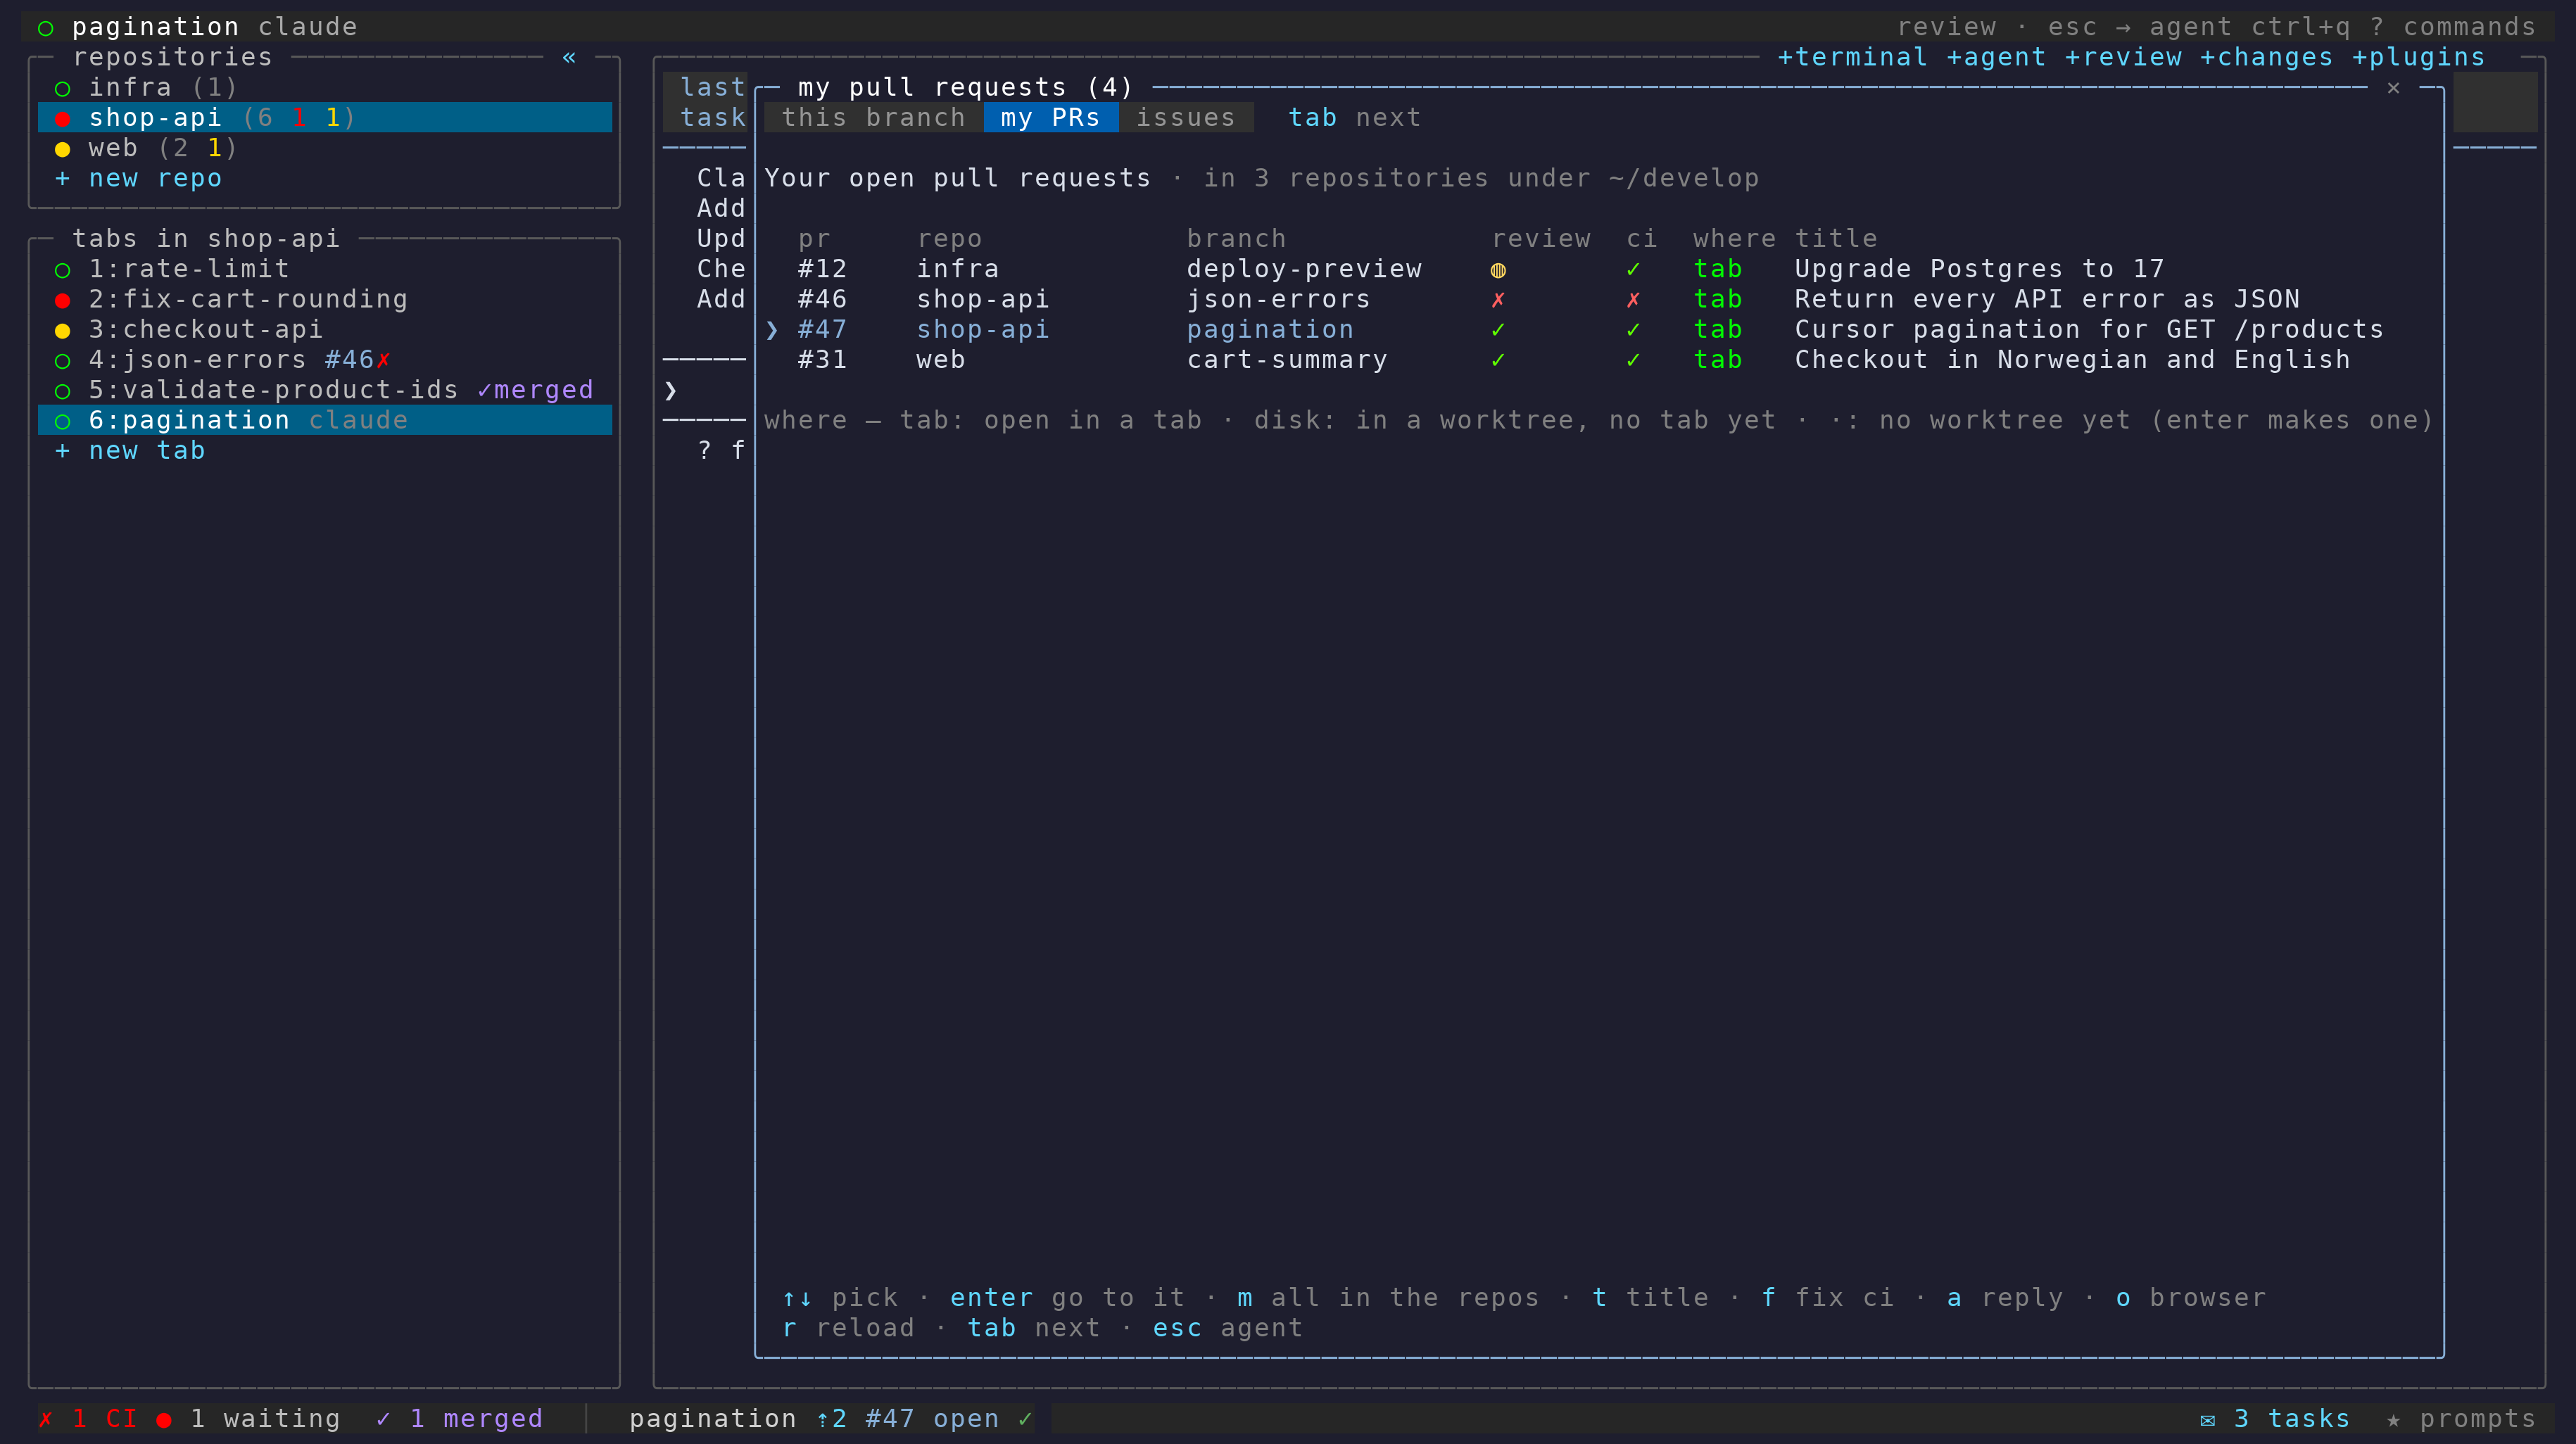 ○ pagination claude review · esc → agent ctrl+q ? commands
repositories «
○ infra (1)
● shop-api (6 1 1)
● web (2 1)
+ new repo
tabs in shop-api
○ 1:rate-limit
● 2:fix-cart-rounding
● 3:checkout-api
○ 4:json-errors #46✗
○ 5:validate-product-ids ✓merged
○ 6:pagination claude
+ new tab
+terminal +agent +review +changes +plugins
last
task
Cla
Add
Upd
Che
Add
❯
? f
my pull requests (4) ×
this branch my PRs issues tab next
Your open pull requests · in 3 repositories under ~/develop
pr repo branch review ci where title
#12 infra deploy-preview ◍ ✓ tab Upgrade Postgres to 17
#46 shop-api json-errors ✗ ✗ tab Return every API error as JSON
❯ #47 shop-api pagination ✓ ✓ tab Cursor pagination for GET /products
#31 web cart-summary ✓ ✓ tab Checkout in Norwegian and English
where — tab: open in a tab · disk: in a worktree, no tab yet · ·: no worktree yet (enter makes one)
↑↓ pick · enter go to it · m all in the repos · t title · f fix ci · a reply · o browser
r reload · tab next · esc agent
✗ 1 CI ● 1 waiting ✓ 1 merged │ pagination ⇡2 #47 open ✓ ✉ 3 tasks ★ prompts